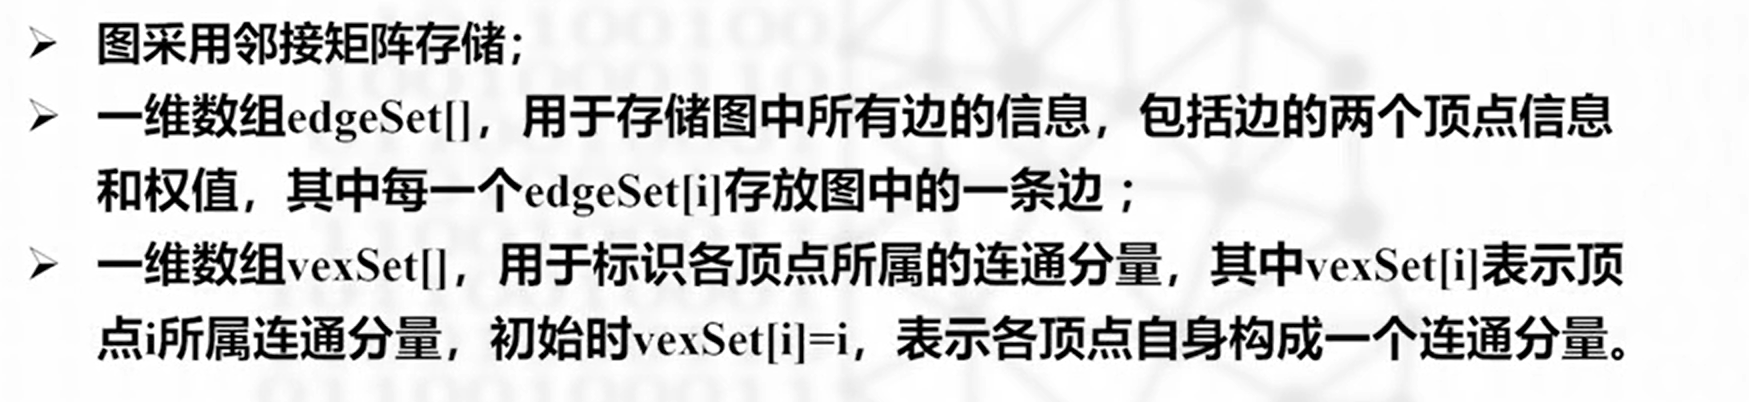 ➢ 图采用邻接矩阵存储；
➢ 一维数组edgeSet[]，用于存储图中所有边的信息，包括边的两个顶点信息
和权值，其中每一个edgeSet[i]存放图中的一条边；
➢ 一维数组vexSet[]，用于标识各顶点所属的连通分量，其中vexSet[i]表示顶
点i所属连通分量，初始时vexSet[i]=i，表示各顶点自身构成一个连通分量。